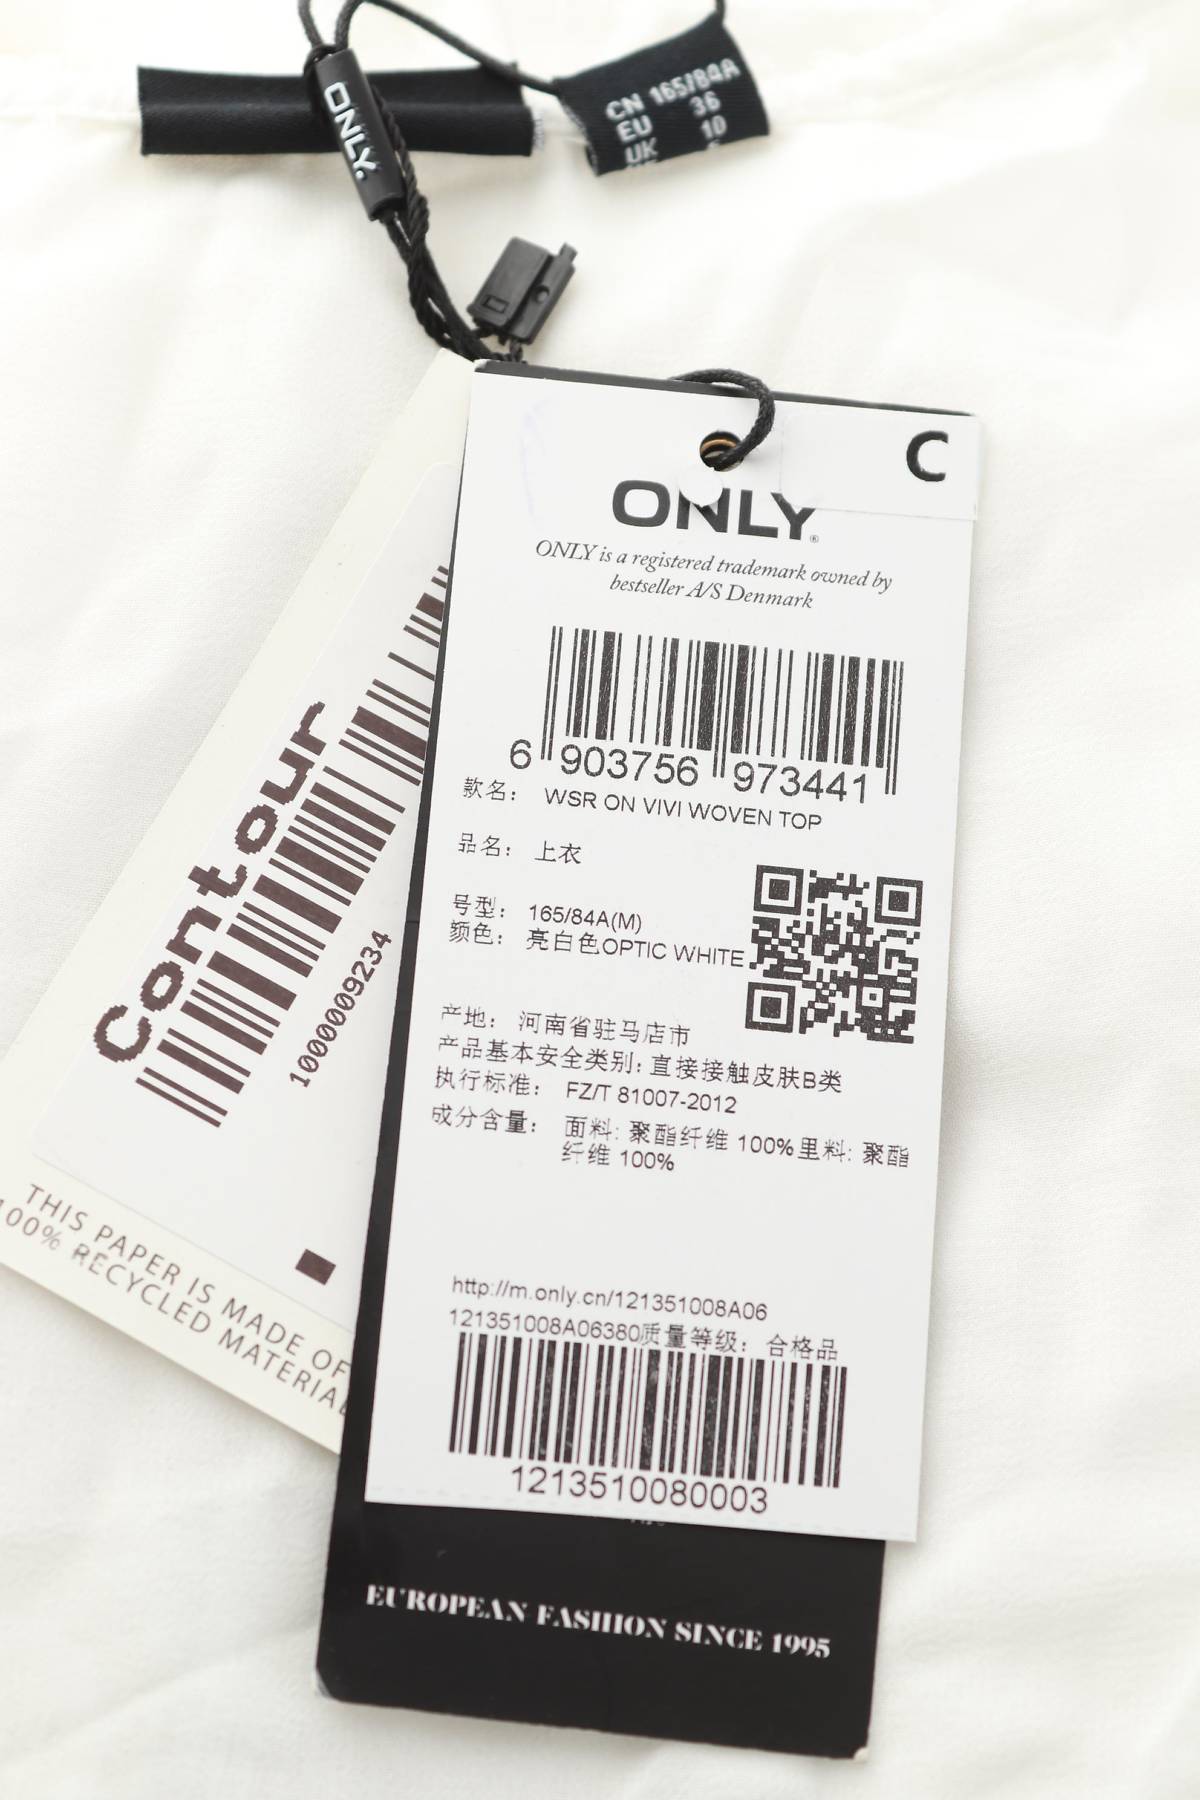 ONLY.
CN 165/84A
EU 36
UK 10
C
ONLY®
ONLY is a registered trademark owned by
bestseller A/S Denmark
6 903756 973441
款名: WSR ON VIVI WOVEN TOP
品名: 上衣
号型: 165/84A(M)
颜色: 亮白色OPTIC WHITE
产地: 河南省驻马店市
产品基本安全类别: 直接接触皮肤B类
执行标准: FZ/T 81007-2012
成分含量: 面料: 聚酯纤维 100%里料: 聚酯
纤维 100%
http://m.only.cn/121351008A06
121351008A06380质量等级: 合格品
1213510080003
EUROPEAN FASHION SINCE 1995
Contour
1000009234
THIS PAPER IS MADE OF
100% RECYCLED MATERIAL